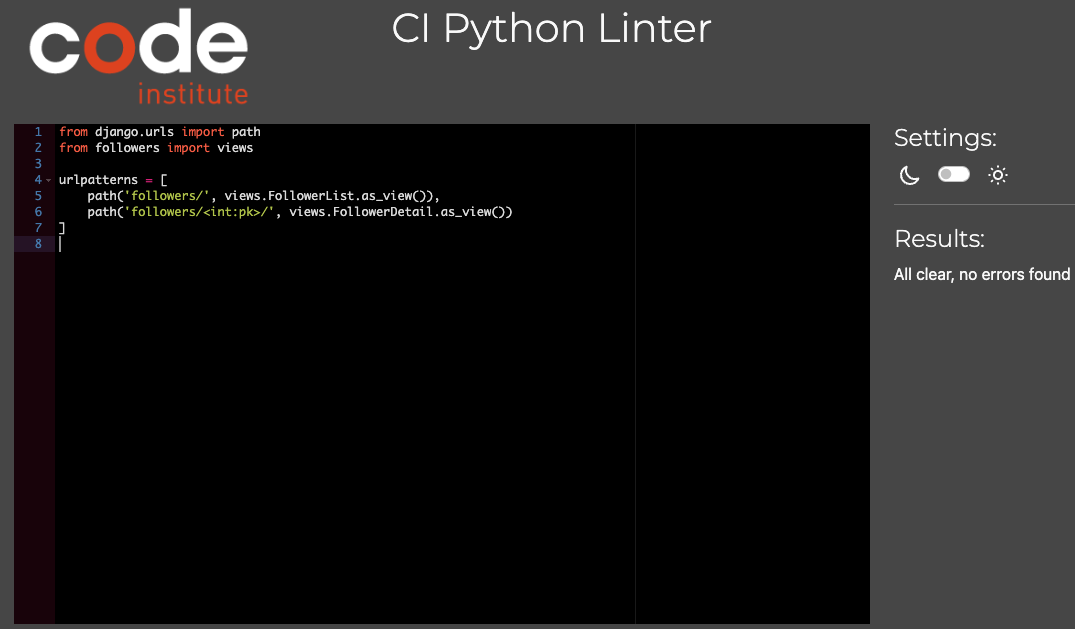 code
institute
CI Python Linter
1 from django.urls import path
2 from followers import views
3
4 urlpatterns = [
5     path('followers/', views.FollowerList.as_view()),
6     path('followers/<int:pk>/', views.FollowerDetail.as_view())
7 ]
8
Settings:
Results:
All clear, no errors found